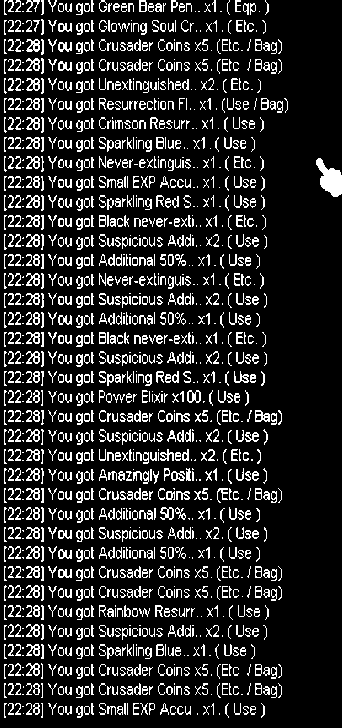 [22:27] You got Green Bear Pen.. x1. ( Eqp. )
[22:27] You got Glowing Soul Cr.. x1. ( Etc. )
[22:28] You got Crusader Coins x5. (Etc. / Bag)
[22:28] You got Crusader Coins x5. (Etc. / Bag)
[22:28] You got Unextinguished.. x2. ( Etc. )
[22:28] You got Resurrection Fl.. x1. (Use / Bag)
[22:28] You got Crimson Resurr.. x1. ( Use )
[22:28] You got Sparkling Blue.. x1. ( Use )
[22:28] You got Never-extinguis.. x1. ( Etc. )
[22:28] You got Small EXP Accu.. x1. ( Use )
[22:28] You got Sparkling Red S.. x1. ( Use )
[22:28] You got Black never-exti.. x1. ( Etc. )
[22:28] You got Suspicious Addi.. x2. ( Use )
[22:28] You got Additional 50%.. x1. ( Use )
[22:28] You got Never-extinguis.. x1. ( Etc. )
[22:28] You got Suspicious Addi.. x2. ( Use )
[22:28] You got Additional 50%.. x1. ( Use )
[22:28] You got Black never-exti.. x1. ( Etc. )
[22:28] You got Suspicious Addi.. x2. ( Use )
[22:28] You got Sparkling Red S.. x1. ( Use )
[22:28] You got Power Elixir x100. ( Use )
[22:28] You got Crusader Coins x5. (Etc. / Bag)
[22:28] You got Suspicious Addi.. x2. ( Use )
[22:28] You got Unextinguished.. x2. ( Etc. )
[22:28] You got Amazingly Positi.. x1. ( Use )
[22:28] You got Crusader Coins x5. (Etc. / Bag)
[22:28] You got Additional 50%.. x1. ( Use )
[22:28] You got Suspicious Addi.. x2. ( Use )
[22:28] You got Additional 50%.. x1. ( Use )
[22:28] You got Crusader Coins x5. (Etc. / Bag)
[22:28] You got Crusader Coins x5. (Etc. / Bag)
[22:28] You got Rainbow Resurr.. x1. ( Use )
[22:28] You got Suspicious Addi.. x2. ( Use )
[22:28] You got Sparkling Blue.. x1. ( Use )
[22:28] You got Crusader Coins x5. (Etc. / Bag)
[22:28] You got Crusader Coins x5. (Etc. / Bag)
[22:28] You got Small EXP Accu.. x1. ( Use )